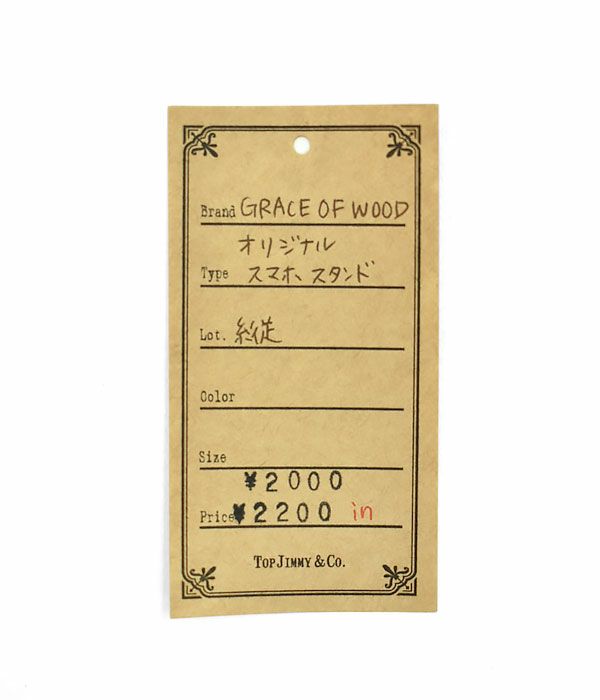 Brand GRACE OF WOOD
オリジナル
Type スマホ、スタンド
Lot. 縦
Color
Size
¥2000
Price ¥2200 in
TOP JIMMY & CO.